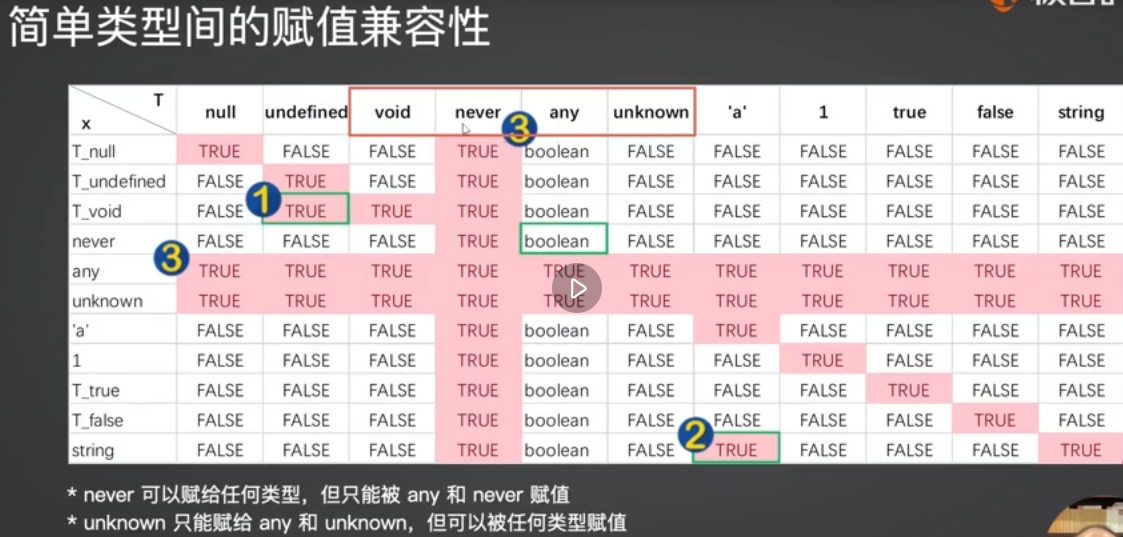 简单类型间的赋值兼容性
T
x null undefined void never any unknown 'a' 1 true false string
T_null TRUE FALSE FALSE TRUE boolean FALSE FALSE FALSE FALSE FALSE FALSE
T_undefined FALSE TRUE FALSE TRUE boolean FALSE FALSE FALSE FALSE FALSE FALSE
T_void FALSE TRUE TRUE TRUE boolean FALSE FALSE FALSE FALSE FALSE FALSE
never FALSE FALSE FALSE TRUE boolean FALSE FALSE FALSE FALSE FALSE FALSE
any TRUE TRUE TRUE TRUE TRUE TRUE TRUE TRUE TRUE TRUE TRUE
unknown TRUE TRUE TRUE TRUE TRUE TRUE TRUE TRUE TRUE TRUE TRUE
'a' FALSE FALSE FALSE TRUE boolean FALSE TRUE FALSE FALSE FALSE FALSE
1 FALSE FALSE FALSE TRUE boolean FALSE FALSE TRUE FALSE FALSE FALSE
T_true FALSE FALSE FALSE TRUE boolean FALSE FALSE FALSE TRUE FALSE FALSE
T_false FALSE FALSE FALSE TRUE boolean FALSE FALSE FALSE FALSE TRUE FALSE
string FALSE FALSE FALSE TRUE boolean FALSE TRUE FALSE FALSE FALSE TRUE
3
1
3
2
* never 可以赋给任何类型，但只能被 any 和 never 赋值
* unknown 只能赋给 any 和 unknown，但可以被任何类型赋值